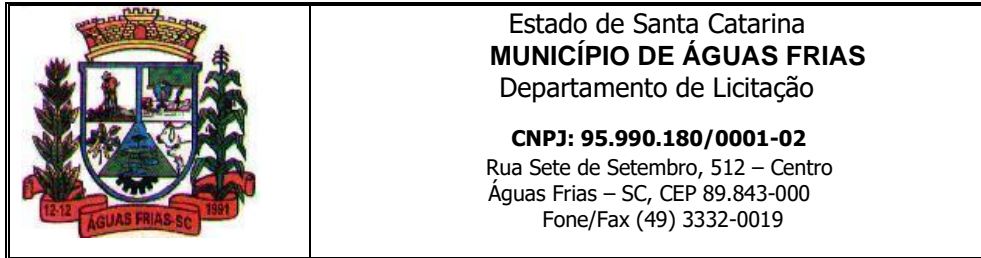 12-12
ÁGUAS FRIAS-SC
1991
Estado de Santa Catarina
MUNICÍPIO DE ÁGUAS FRIAS
Departamento de Licitação
CNPJ: 95.990.180/0001-02
Rua Sete de Setembro, 512 – Centro
Águas Frias – SC, CEP 89.843-000
Fone/Fax (49) 3332-0019